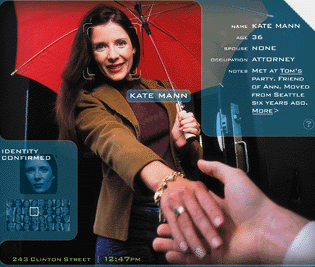 NAME KATE MANN
AGE 36
SPOUSE NONE
OCCUPATION ATTORNEY
NOTES MET AT TOM'S
PARTY. FRIEND
OF ANN. MOVED
FROM SEATTLE
SIX YEARS AGO.
MORE>
?
KATE MANN
IDENTITY
CONFIRMED
243 CLINTON STREET | 12:47PM